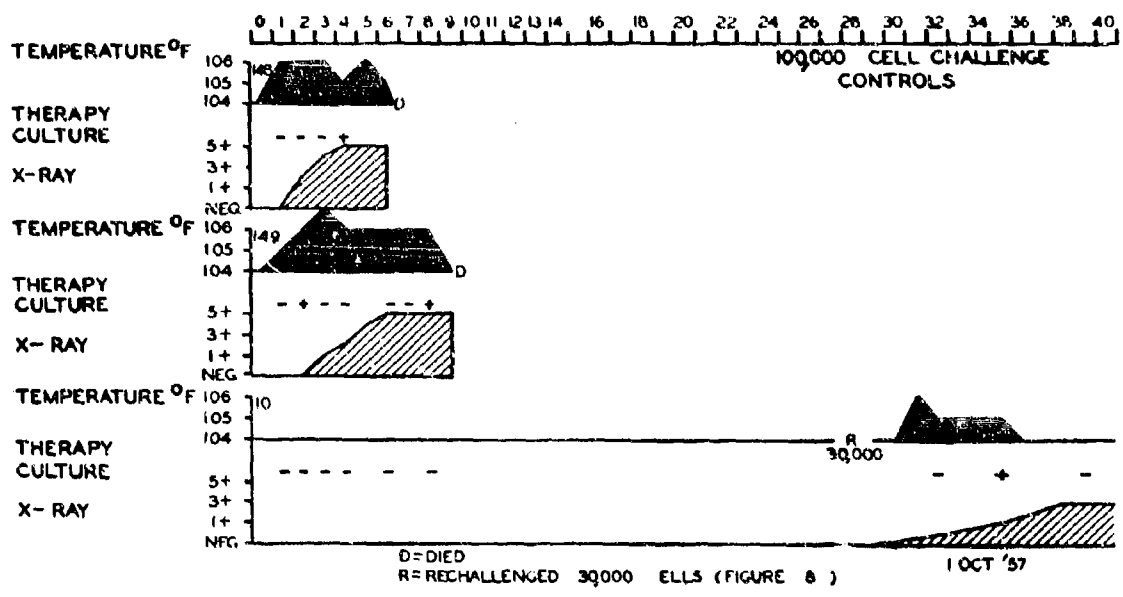 0 1 2 3 4 5 6 7 8 9 10 11 12 13 14 16 18 20 22 24 26 28 30 32 34 36 38 40
100,000 CELL CHALLENGE
CONTROLS
TEMPERATURE °F
106
105
104
148
D
THERAPY
CULTURE
- - - +
X-RAY
5+
3+
1+
NEG
TEMPERATURE °F
106
105
104
149
D
THERAPY
CULTURE
- + - - - - +
X-RAY
5+
3+
1+
NEG
TEMPERATURE °F
106
105
104
10
R
30,000
THERAPY
CULTURE
- - - - - - - + -
X-RAY
5+
3+
1+
NEG
D=DIED
R=RECHALLENGED 30,000 ELLS (FIGURE 8 )
1 OCT '57